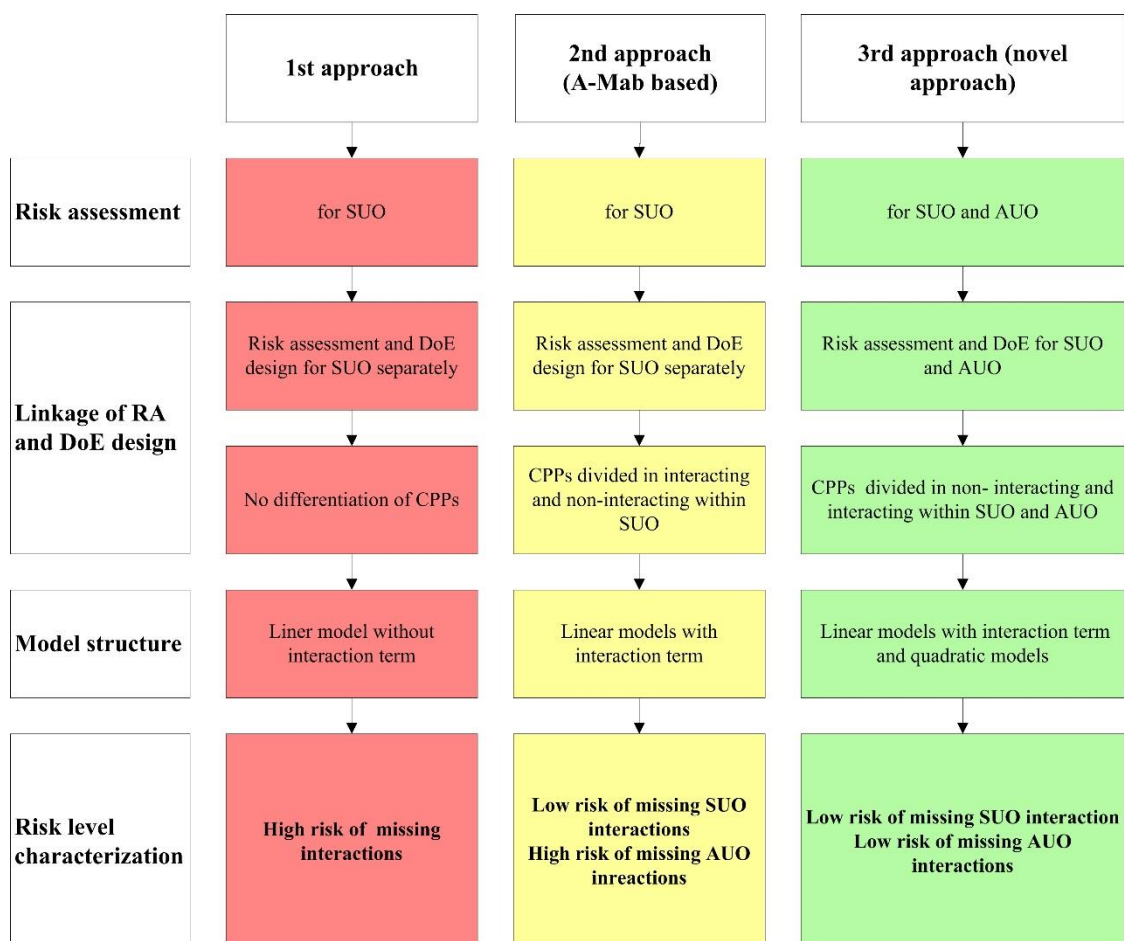 1st approach
2nd approach
(A-Mab based)
3rd approach (novel
approach)
Risk assessment
for SUO
for SUO
for SUO and AUO
Linkage of RA
and DoE design
Risk assessment and DoE
design for SUO separately
Risk assessment and DoE
design for SUO separately
Risk assessment and DoE for SUO
and AUO
No differentiation of CPPs
CPPs divided in interacting
and non-interacting within
SUO
CPPs divided in non- interacting and
interacting within SUO and AUO
Model structure
Liner model without
interaction term
Linear models with
interaction term
Linear models with interaction term
and quadratic models
Risk level
characterization
High risk of missing
interactions
Low risk of missing SUO
interactions
High risk of missing AUO
inreactions
Low risk of missing SUO interaction
Low risk of missing AUO
interactions